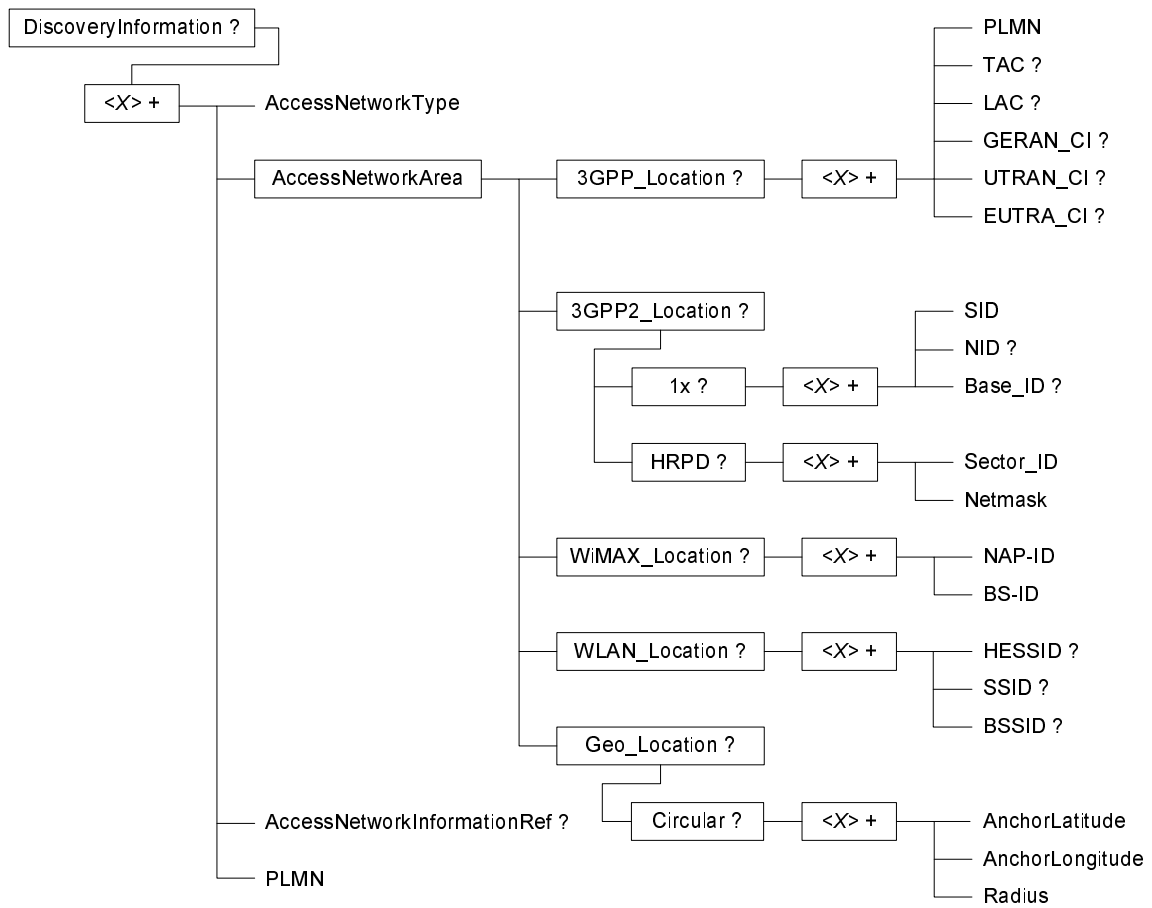 DiscoveryInformation ?
<X> +
AccessNetworkType
AccessNetworkArea
3GPP_Location ?
<X> +
PLMN
TAC ?
LAC ?
GERAN_CI ?
UTRAN_CI ?
EUTRA_CI ?
3GPP2_Location ?
1x ?
<X> +
SID
NID ?
Base_ID ?
HRPD ?
<X> +
Sector_ID
Netmask
WiMAX_Location ?
<X> +
NAP-ID
BS-ID
WLAN_Location ?
<X> +
HESSID ?
SSID ?
BSSID ?
Geo_Location ?
Circular ?
<X> +
AnchorLatitude
AnchorLongitude
Radius
AccessNetworkInformationRef ?
PLMN